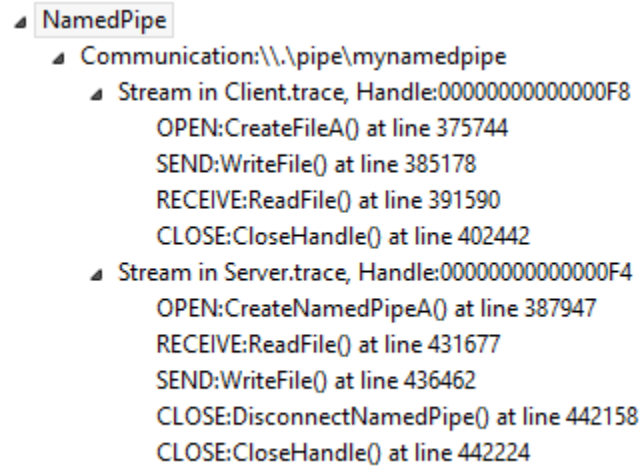 NamedPipe
Communication:\\.\pipe\mynamedpipe
Stream in Client.trace, Handle:00000000000000F8
OPEN:CreateFileA() at line 375744
SEND:WriteFile() at line 385178
RECEIVE:ReadFile() at line 391590
CLOSE:CloseHandle() at line 402442
Stream in Server.trace, Handle:00000000000000F4
OPEN:CreateNamedPipeA() at line 387947
RECEIVE:ReadFile() at line 431677
SEND:WriteFile() at line 436462
CLOSE:DisconnectNamedPipe() at line 442158
CLOSE:CloseHandle() at line 442224